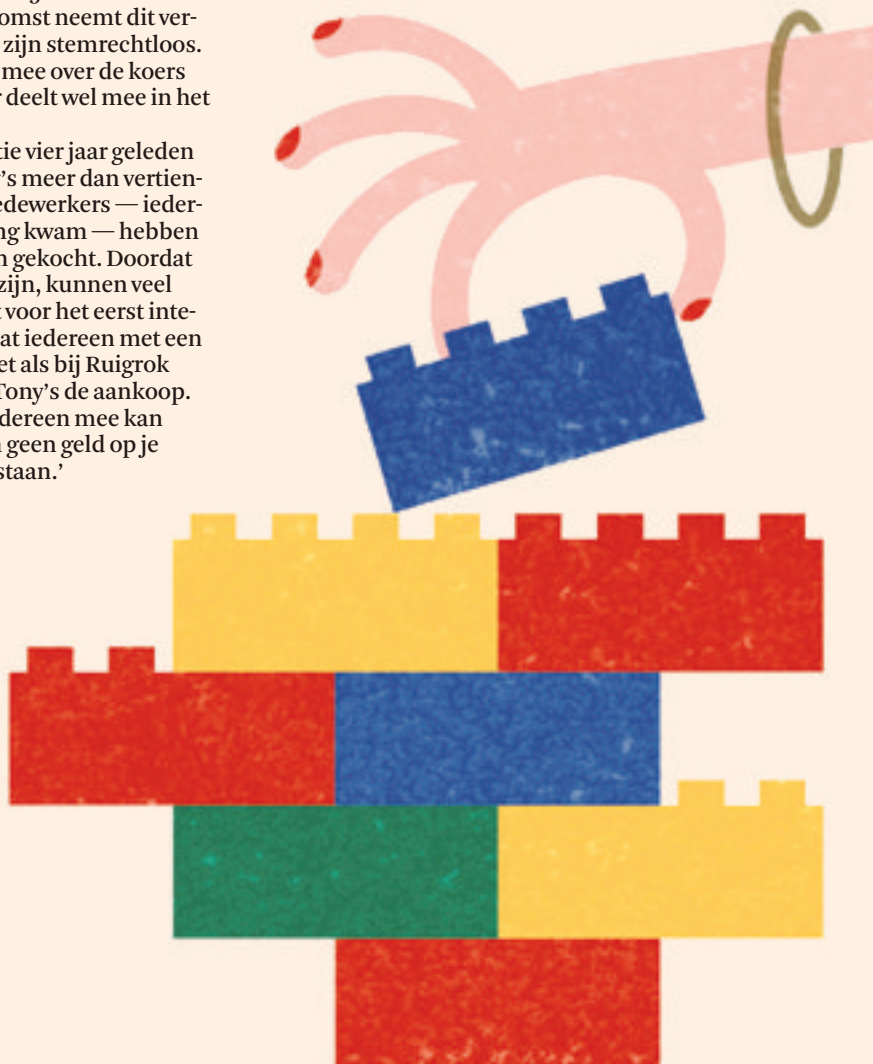 omst neemt dit ver-
zijn stemrechtloos.
mee over de koers
deelt wel mee in het
tie vier jaar geleden
's meer dan vertien-
edewerkers — ieder-
ng kwam — hebben
n gekocht. Doordat
zijn, kunnen veel
voor het eerst inte-
at iedereen met een
et als bij Ruigrok
Tony's de aankoop.
dereen mee kan
geen geld op je
staan.'